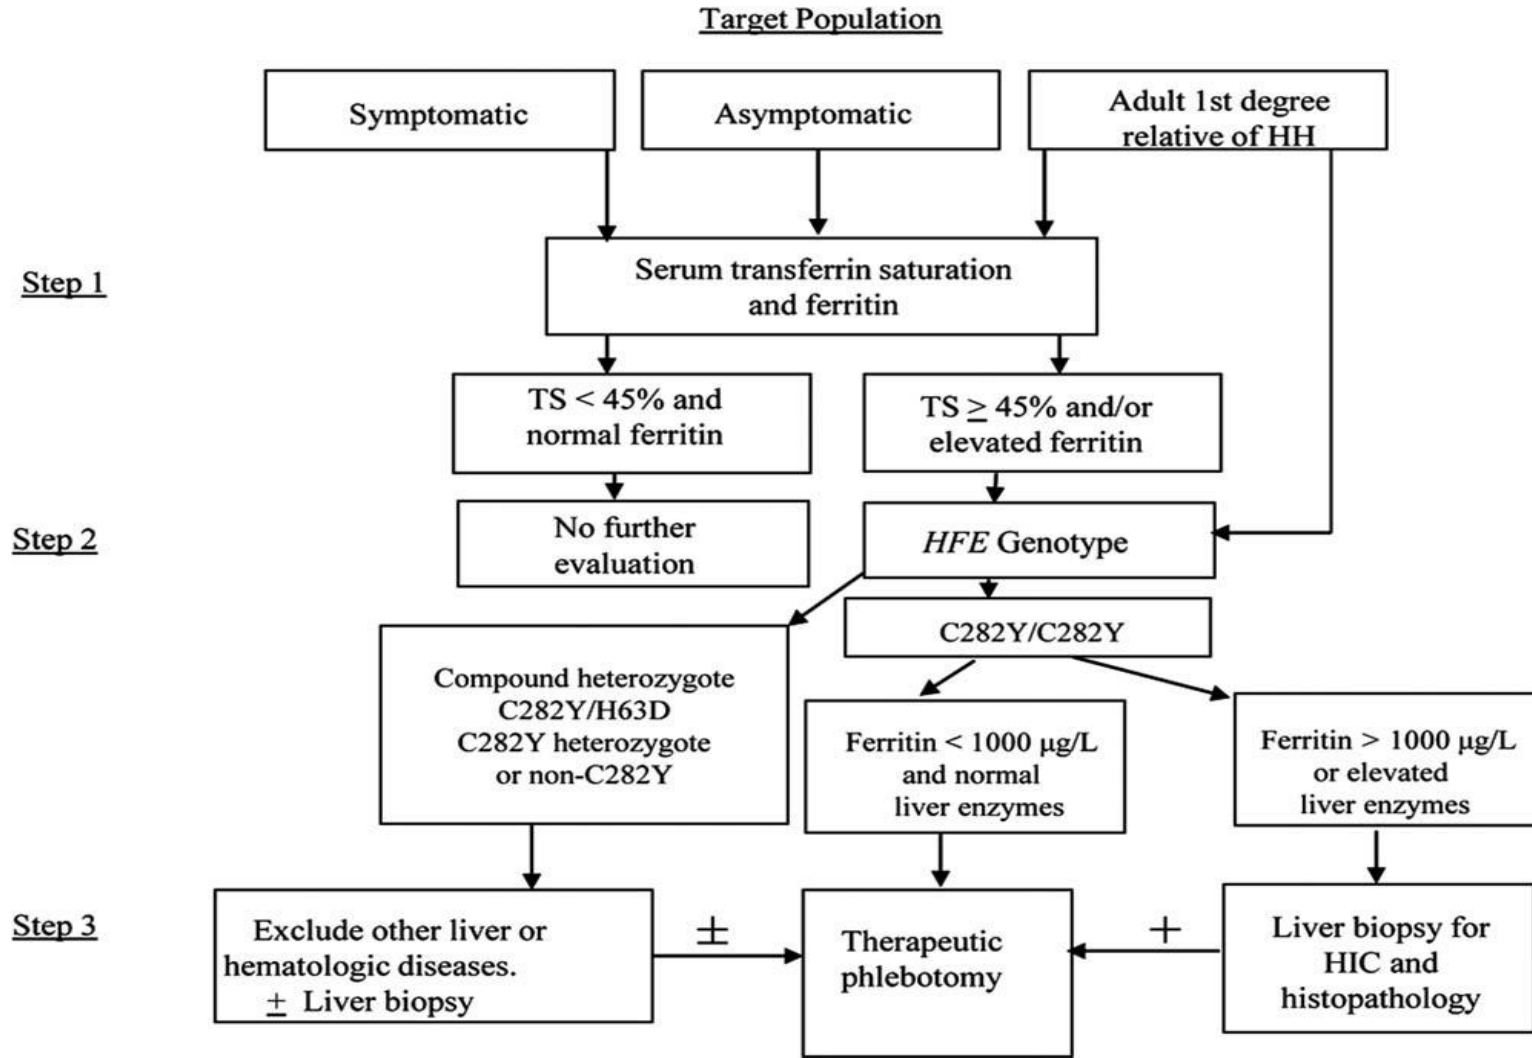 Target Population
Symptomatic
Asymptomatic
Adult 1st degree
relative of HH
Step 1
Serum transferrin saturation
and ferritin
TS < 45% and
normal ferritin
TS ≥ 45% and/or
elevated ferritin
Step 2
No further
evaluation
HFE Genotype
C282Y/C282Y
Compound heterozygote
C282Y/H63D
C282Y heterozygote
or non-C282Y
Ferritin < 1000 µg/L
and normal
liver enzymes
Ferritin > 1000 µg/L
or elevated
liver enzymes
Step 3
Exclude other liver or
hematologic diseases.
± Liver biopsy
±
Therapeutic
phlebotomy
+
Liver biopsy for
HIC and
histopathology